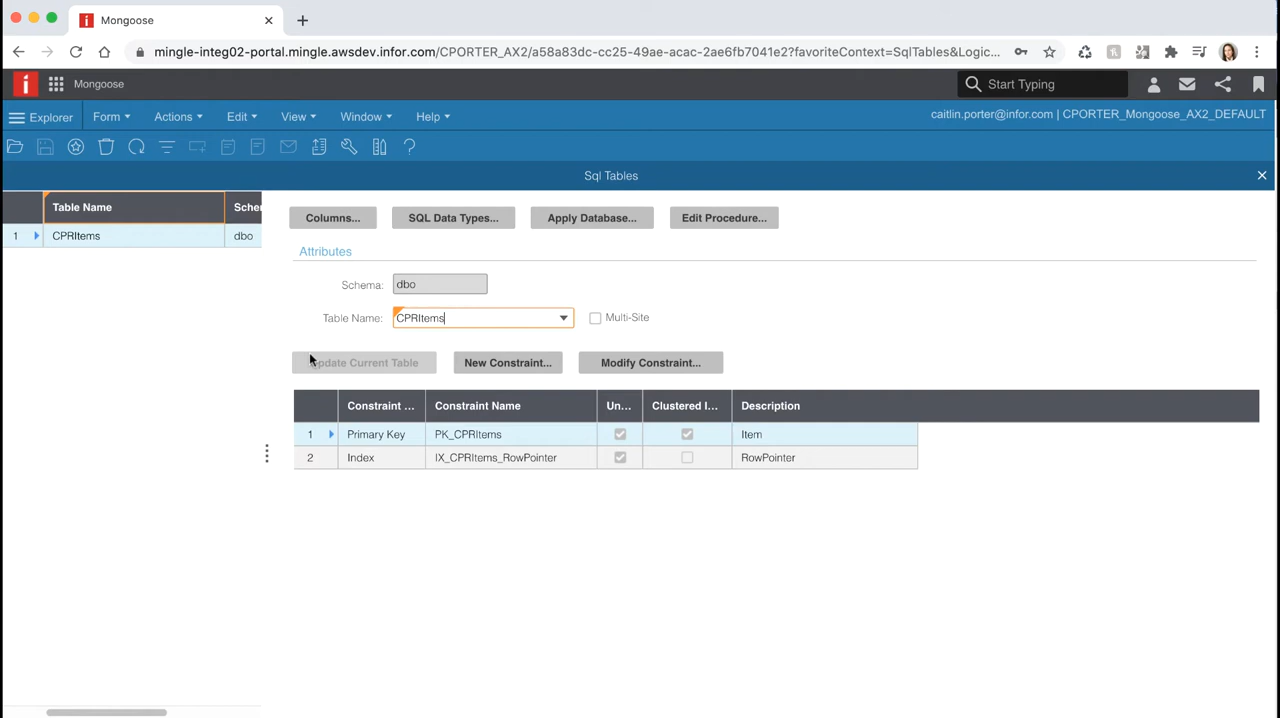 Mongoose
mingle-integ02-portal.mingle.awsdev.infor.com/CPORTER_AX2/a58a83dc-cc25-49ae-acac-2ae6fb7041e2?favoriteContext=SqlTables&Logic...
Mongoose
Start Typing
Explorer
Form
Actions
Edit
View
Window
Help
caitlin.porter@infor.com | CPORTER_Mongoose_AX2_DEFAULT
Sql Tables
Table Name
Scher
1
CPRItems
dbo
Columns...
SQL Data Types...
Apply Database...
Edit Procedure...
Attributes
Schema:
dbo
Table Name:
CPRItems
Multi-Site
Update Current Table
New Constraint...
Modify Constraint...
Constraint ...
Constraint Name
Un...
Clustered I...
Description
1
Primary Key
PK_CPRItems
Item
2
Index
IX_CPRItems_RowPointer
RowPointer